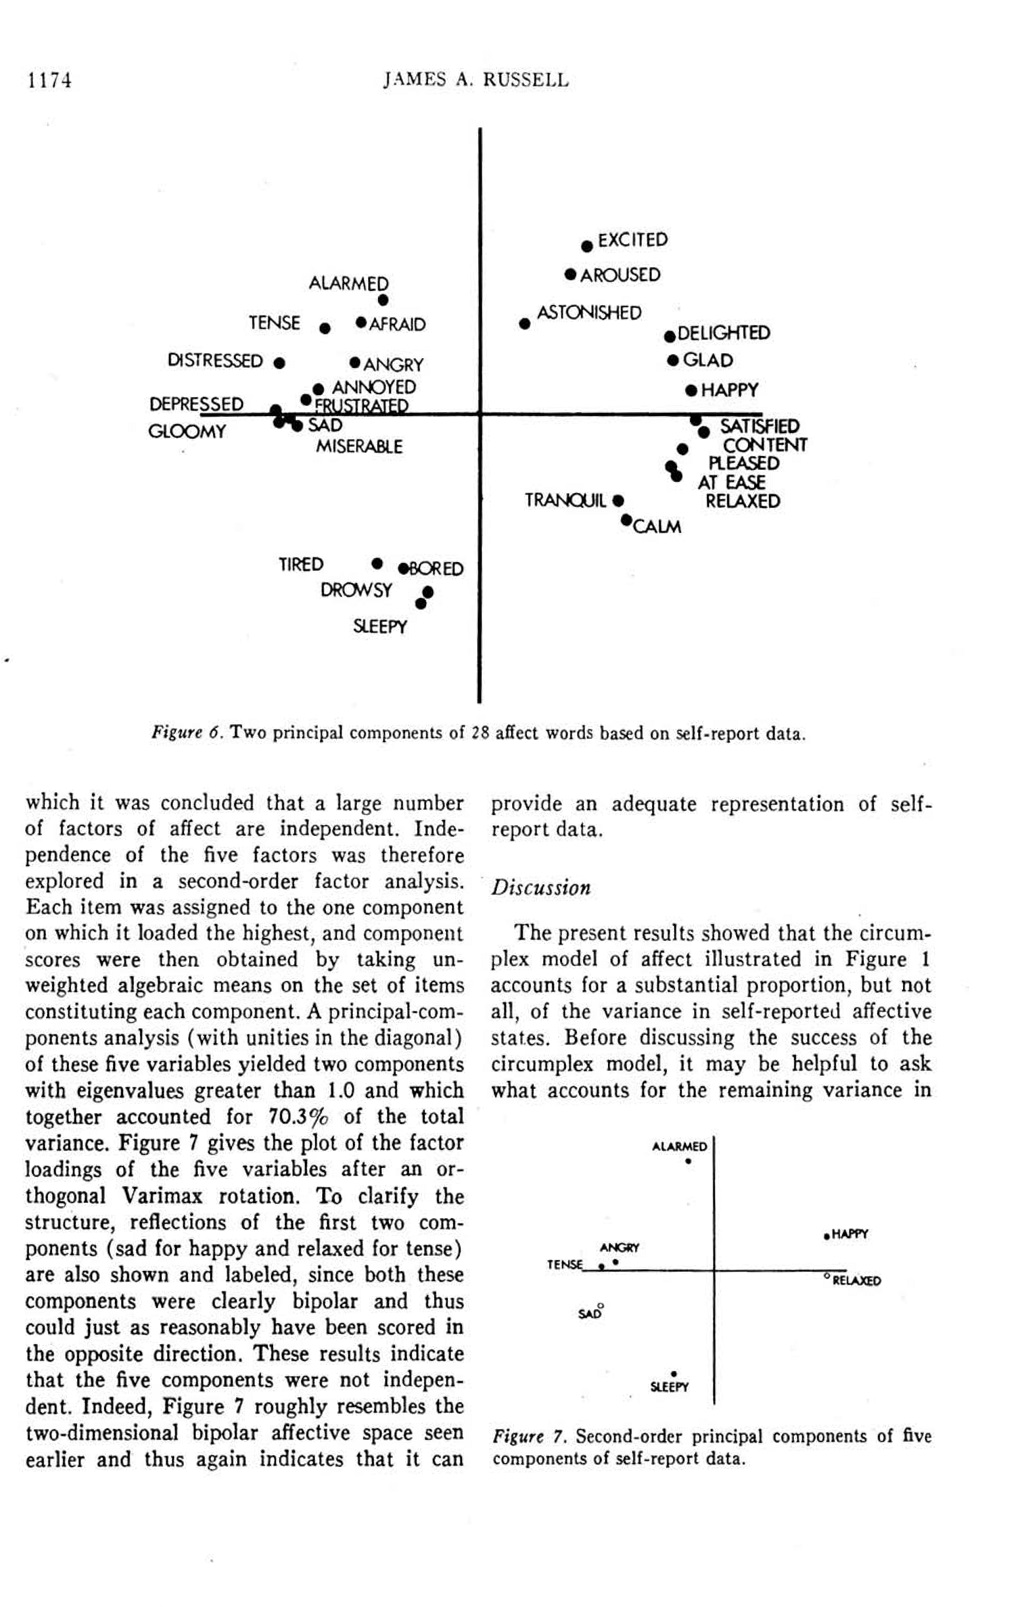 1174
JAMES A. RUSSELL
EXCITED
AROUSED
ALARMED
ASTONISHED
TENSE
AFRAID
DELIGHTED
DISTRESSED
ANGRY
GLAD
ANNOYED
HAPPY
DEPRESSED
FRUSTRATED
GLOOMY
SAD
SATISFIED
MISERABLE
CONTENT
PLEASED
AT EASE
TRANQUIL
RELAXED
CALM
TIRED
BORED
DROWSY
SLEEPY
Figure 6. Two principal components of 28 affect words based on self-report data.
which it was concluded that a large number
of factors of affect are independent. Inde-
pendence of the five factors was therefore
explored in a second-order factor analysis.
Each item was assigned to the one component
on which it loaded the highest, and component
scores were then obtained by taking un-
weighted algebraic means on the set of items
constituting each component. A principal-com-
ponents analysis (with unities in the diagonal)
of these five variables yielded two components
with eigenvalues greater than 1.0 and which
together accounted for 70.3% of the total
variance. Figure 7 gives the plot of the factor
loadings of the five variables after an or-
thogonal Varimax rotation. To clarify the
structure, reflections of the first two com-
ponents (sad for happy and relaxed for tense)
are also shown and labeled, since both these
components were clearly bipolar and thus
could just as reasonably have been scored in
the opposite direction. These results indicate
that the five components were not indepen-
dent. Indeed, Figure 7 roughly resembles the
two-dimensional bipolar affective space seen
earlier and thus again indicates that it can
provide an adequate representation of self-
report data.
Discussion
The present results showed that the circum-
plex model of affect illustrated in Figure 1
accounts for a substantial proportion, but not
all, of the variance in self-reported affective
states. Before discussing the success of the
circumplex model, it may be helpful to ask
what accounts for the remaining variance in
ALARMED
HAPPY
ANGRY
TENSE
RELAXED
SAD
SLEEPY
Figure 7. Second-order principal components of five
components of self-report data.